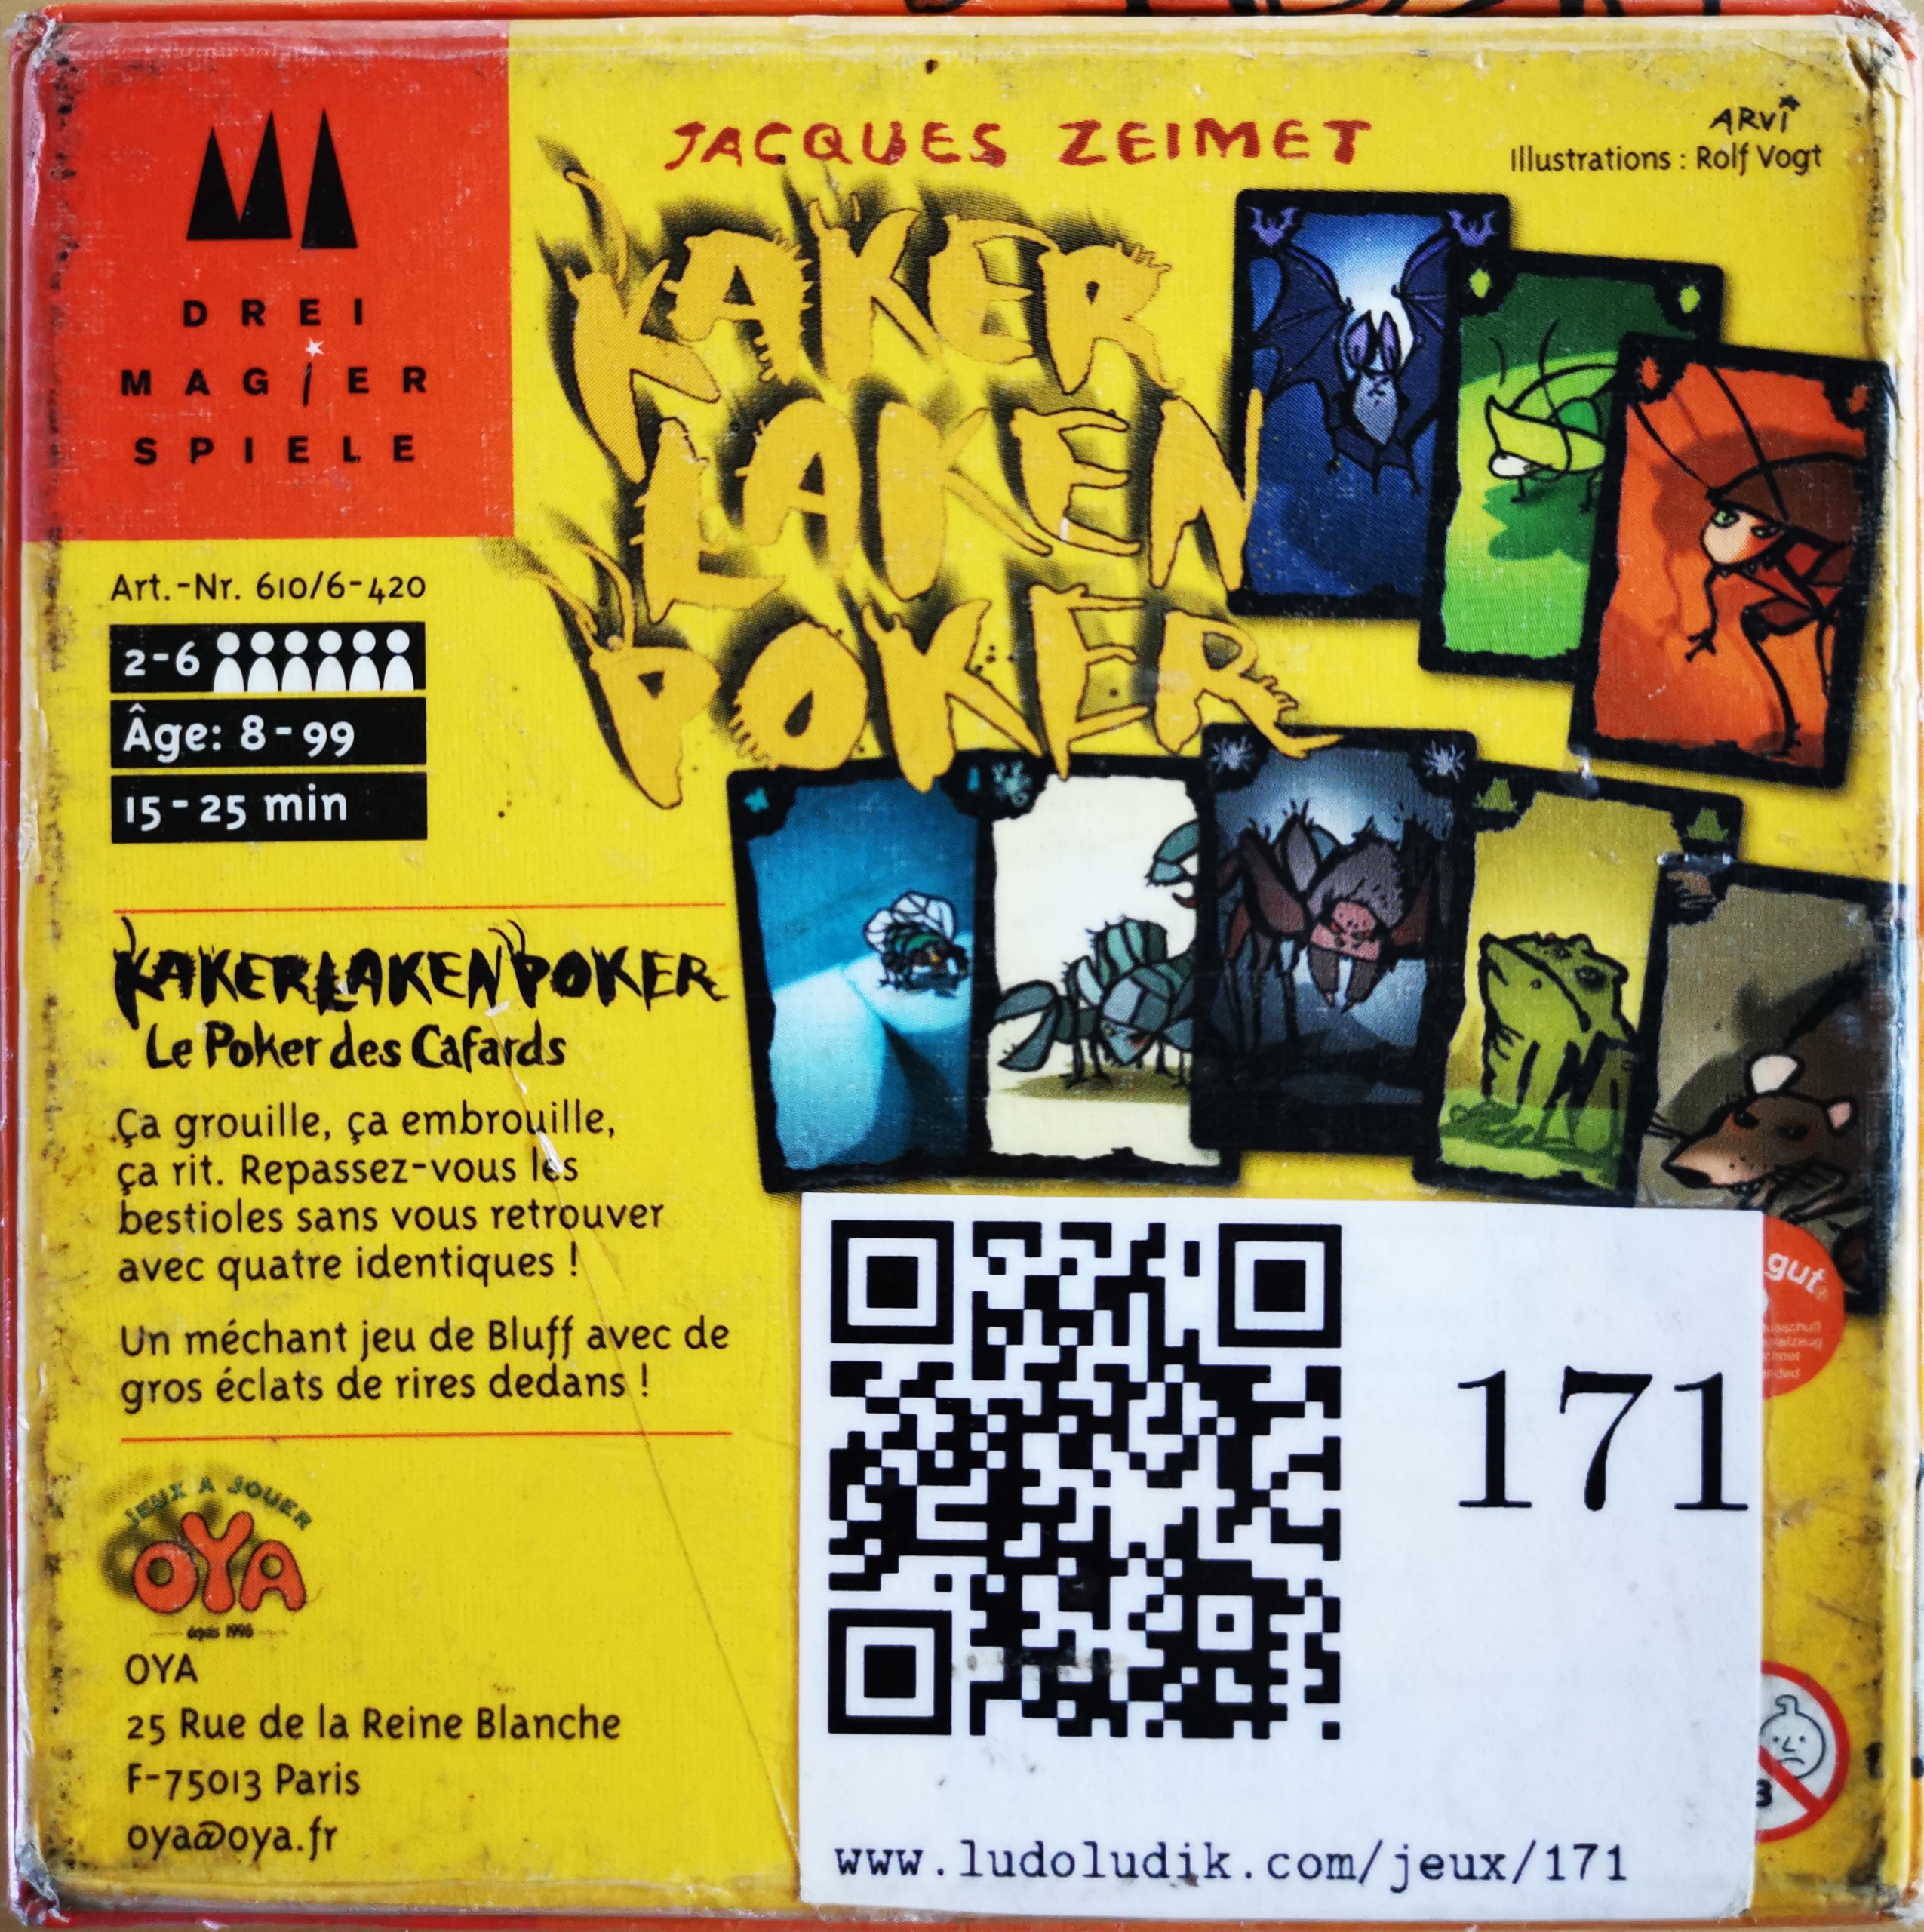 DREI
MAGIER
SPIELE
JACQUES ZEIMET
ARVi
Illustrations : Rolf Vogt
KAKER
LAKEN
POKER
Art.-Nr. 610/6-420
2-6
Âge: 8-99
15-25 min
KAKERLAKENPOKER
Le Poker des Cafards
Ça grouille, ça embrouille,
ça rit. Repassez-vous les
bestioles sans vous retrouver
avec quatre identiques !
Un méchant jeu de Bluff avec de
gros éclats de rires dedans !
JEUX A JOUER
OYA
depuis 1996
OYA
25 Rue de la Reine Blanche
F-75013 Paris
oya@oya.fr
gut
171
www.ludoludik.com/jeux/171
3